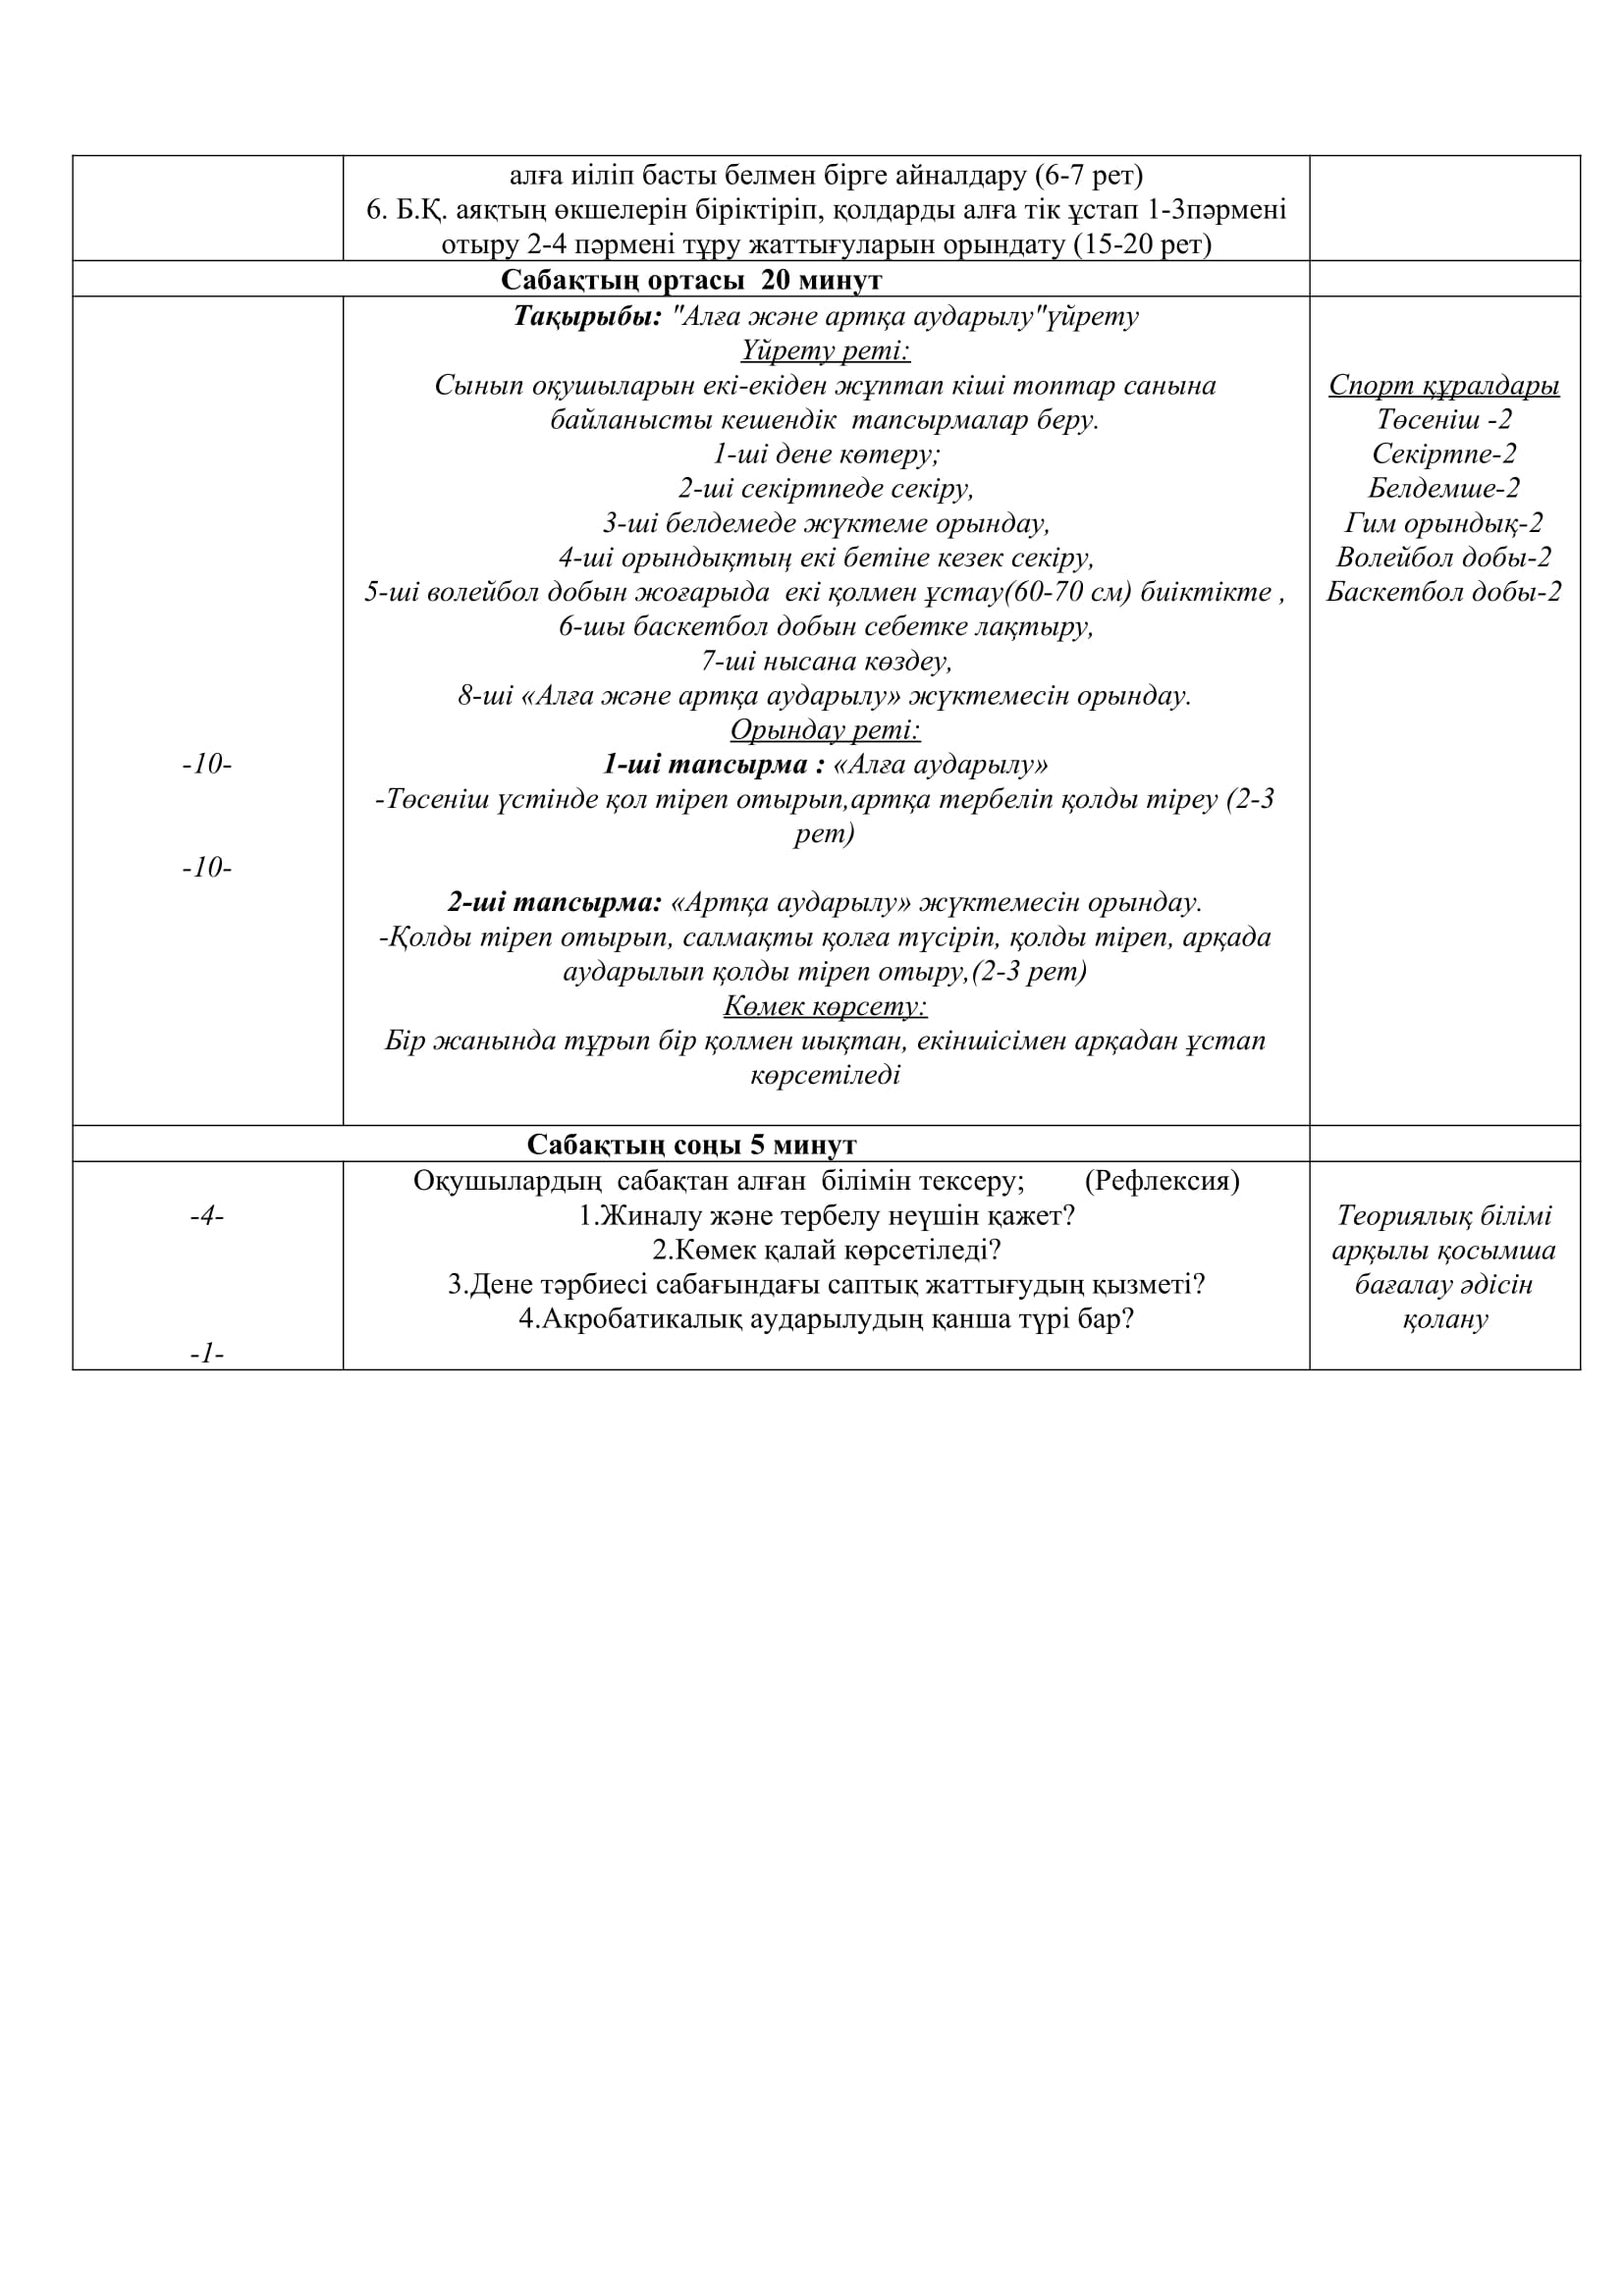 алға иіліп басты белмен бірге айналдару (6-7 рет)
6. Б.Қ. аяқтың өкшелерін біріктіріп, қолдарды алға тік ұстап 1-3пәрмені
отыру 2-4 пәрмені тұру жаттығуларын орындату (15-20 рет)
Сабақтың ортасы  20 минут
Тақырыбы: "Алға және артқа аударылу"үйрету
Үйрету реті:
Сынып оқушыларын екі-екіден жұптап кіші топтар санына
байланысты кешендік  тапсырмалар беру.
1-ші дене көтеру;
2-ші секіртпеде секіру,
3-ші белдемеде жүктеме орындау,
4-ші орындықтың екі бетіне кезек секіру,
5-ші волейбол добын жоғарыда  екі қолмен ұстау(60-70 см) биіктікте ,
6-шы баскетбол добын себетке лақтыру,
7-ші нысана көздеу,
8-ші «Алға және артқа аударылу» жүктемесін орындау.
Орындау реті:
1-ші тапсырма : «Алға аударылу»
-Төсеніш үстінде қол тіреп отырып,артқа тербеліп қолды тіреу (2-3
рет)
2-ші тапсырма: «Артқа аударылу» жүктемесін орындау.
-Қолды тіреп отырып, салмақты қолға түсіріп, қолды тіреп, арқада
аударылып қолды тіреп отыру,(2-3 рет)
Көмек көрсету:
Бір жанында тұрып бір қолмен иықтан, екіншісімен арқадан ұстап
көрсетіледі
-10-
-10-
Спорт құралдары
Төсеніш -2
Секіртпе-2
Белдемше-2
Гим орындық-2
Волейбол добы-2
Баскетбол добы-2
Сабақтың соңы 5 минут
-4-
-1-
Оқушылардың  сабақтан алған  білімін тексеру;        (Рефлексия)
1.Жиналу және тербелу неүшін қажет?
2.Көмек қалай көрсетіледі?
3.Дене тәрбиесі сабағындағы саптық жаттығудың қызметі?
4.Акробатикалық аударылудың қанша түрі бар?
Теориялық білімі
арқылы қосымша
бағалау әдісін
қолану